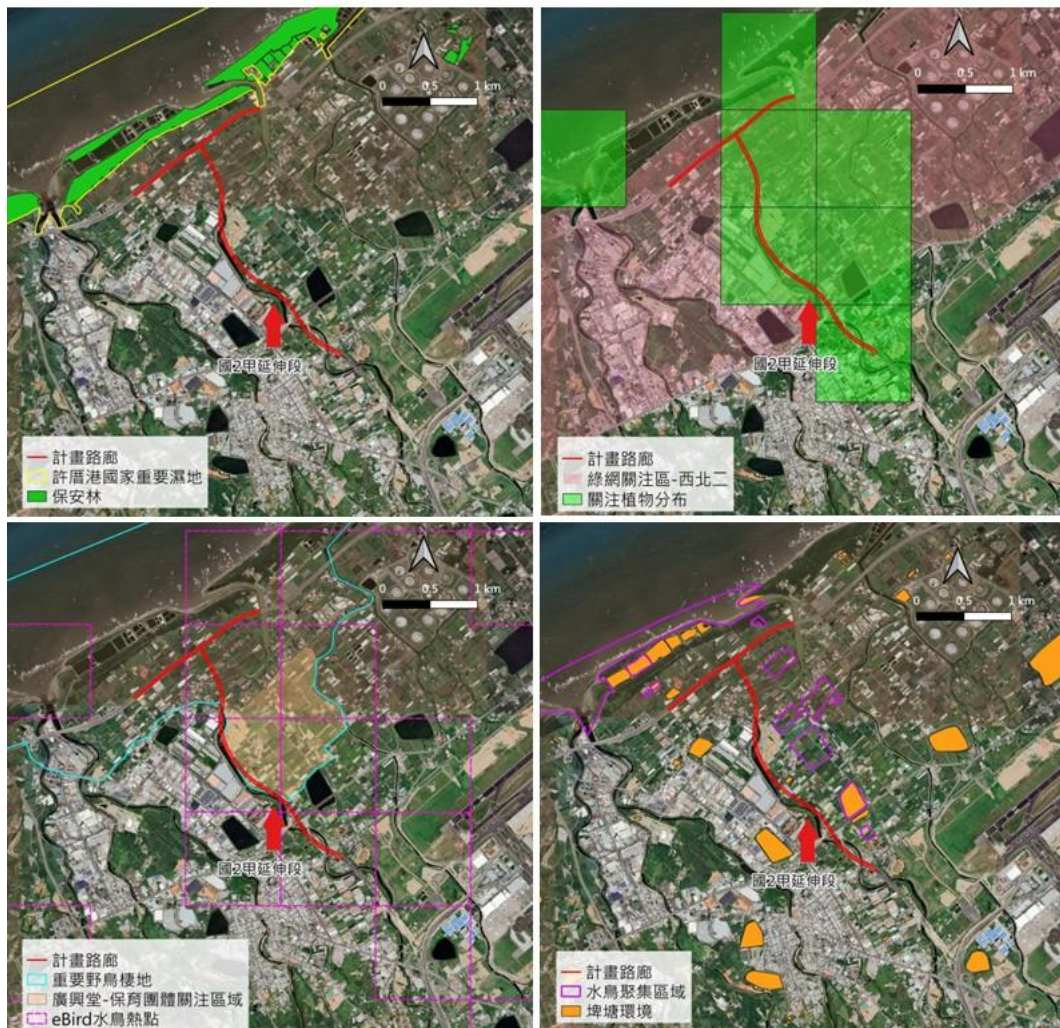 0 0.5 1 km
國2甲延伸段
計畫路廊
許厝港國家重要濕地
保安林
0 0.5 1 km
國2甲延伸段
計畫路廊
綠網關注區-西北二
關注植物分布
0 0.5 1 km
國2甲延伸段
計畫路廊
重要野鳥棲地
廣興堂-保育團體關注區域
eBird水鳥熱點
0 0.5 1 km
國2甲延伸段
計畫路廊
水鳥聚集區域
埤塘環境